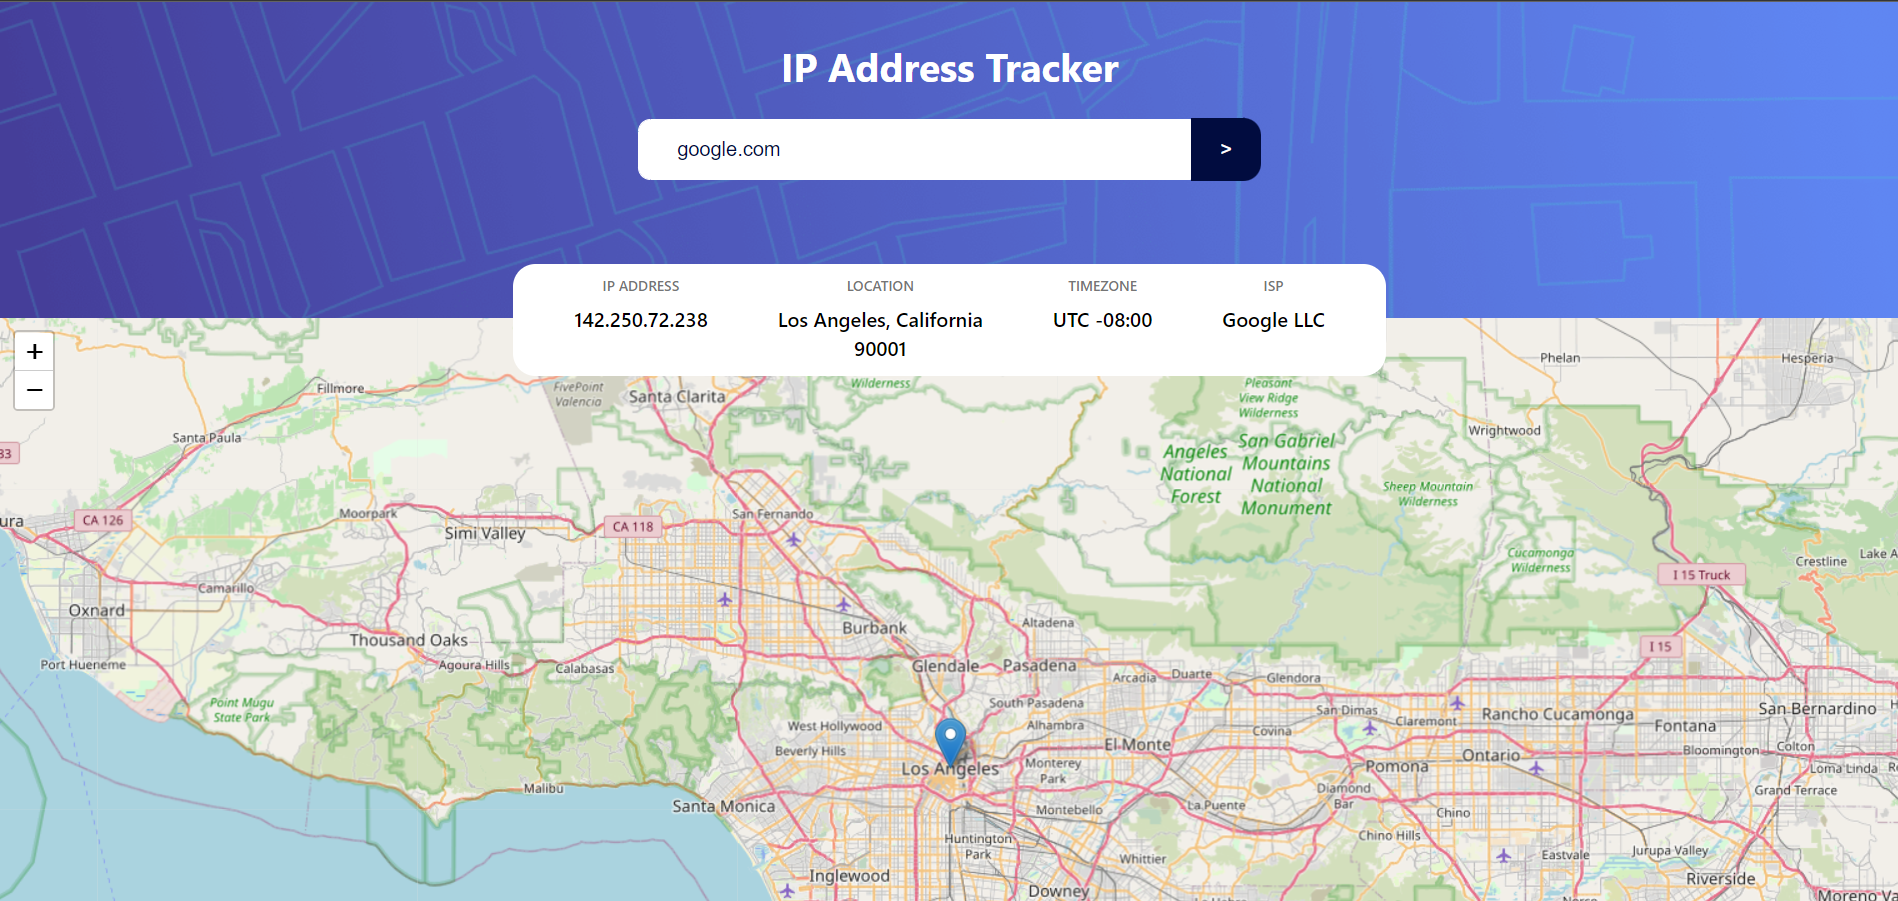 IP Address Tracker
google.com
>
IP ADDRESS
142.250.72.238
LOCATION
Los Angeles, California
90001
TIMEZONE
UTC -08:00
ISP
Google LLC
+
−
Phelan
Hesperia
Fillmore
FivePoint
Valencia
Santa Clarita
Wilderness
Pleasant
View Ridge
Wilderness
Wrightwood
Santa Paula
33
Angeles
National
Forest
San Gabriel
Mountains
National
Monument
Sheep Mountain
Wilderness
ura
CA 126
Moorpark
Simi Valley
CA 118
San Fernando
Cucamonga
Wilderness
Crestline
Lake A
I 15 Truck
Camarillo
Oxnard
Thousand Oaks
Burbank
Altadena
I 15
Port Hueneme
Agoura Hills
Calabasas
Glendale
Pasadena
Arcadia
Duarte
Glendora
Point Mugu
State Park
South Pasadena
San Dimas
Claremont
Rancho Cucamonga
Fontana
San Bernardino
West Hollywood
Alhambra
Covina
Beverly Hills
El Monte
Ontario
Bloomington
Colton
Los Angeles
Monterey
Park
Pomona
Loma Linda
Re
Malibu
Santa Monica
Montebello
La Puente
Diamond
Bar
Chino
Grand Terrace
Huntington
Park
Chino Hills
Whittier
Eastvale
Jurupa Valley
Inglewood
Downey
Riverside
Norco
Moreno Va